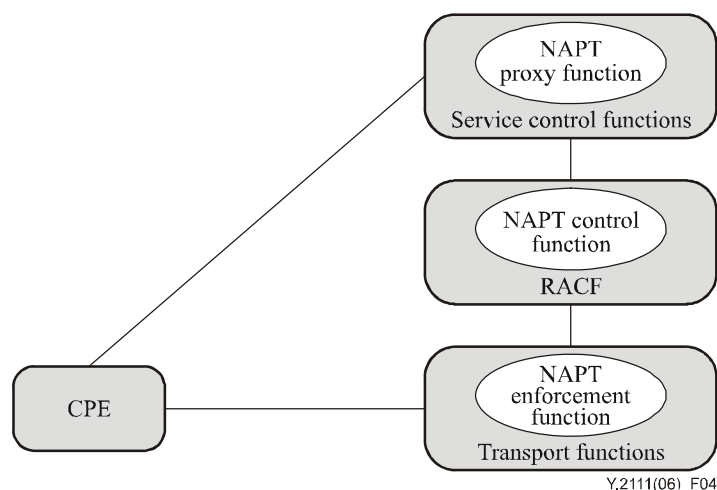 NAPT
proxy function
Service control functions
NAPT control
function
RACF
NAPT
enforcement
function
Transport functions
CPE
Y.2111(06)_F04